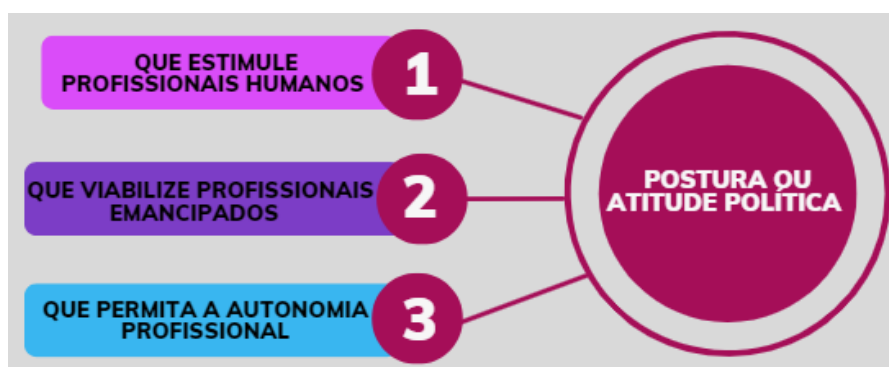 QUE ESTIMULE
PROFISSIONAIS HUMANOS
1
QUE VIABILIZE PROFISSIONAIS
EMANCIPADOS
2
QUE PERMITA A AUTONOMIA
PROFISSIONAL
3
POSTURA OU
ATITUDE POLÍTICA